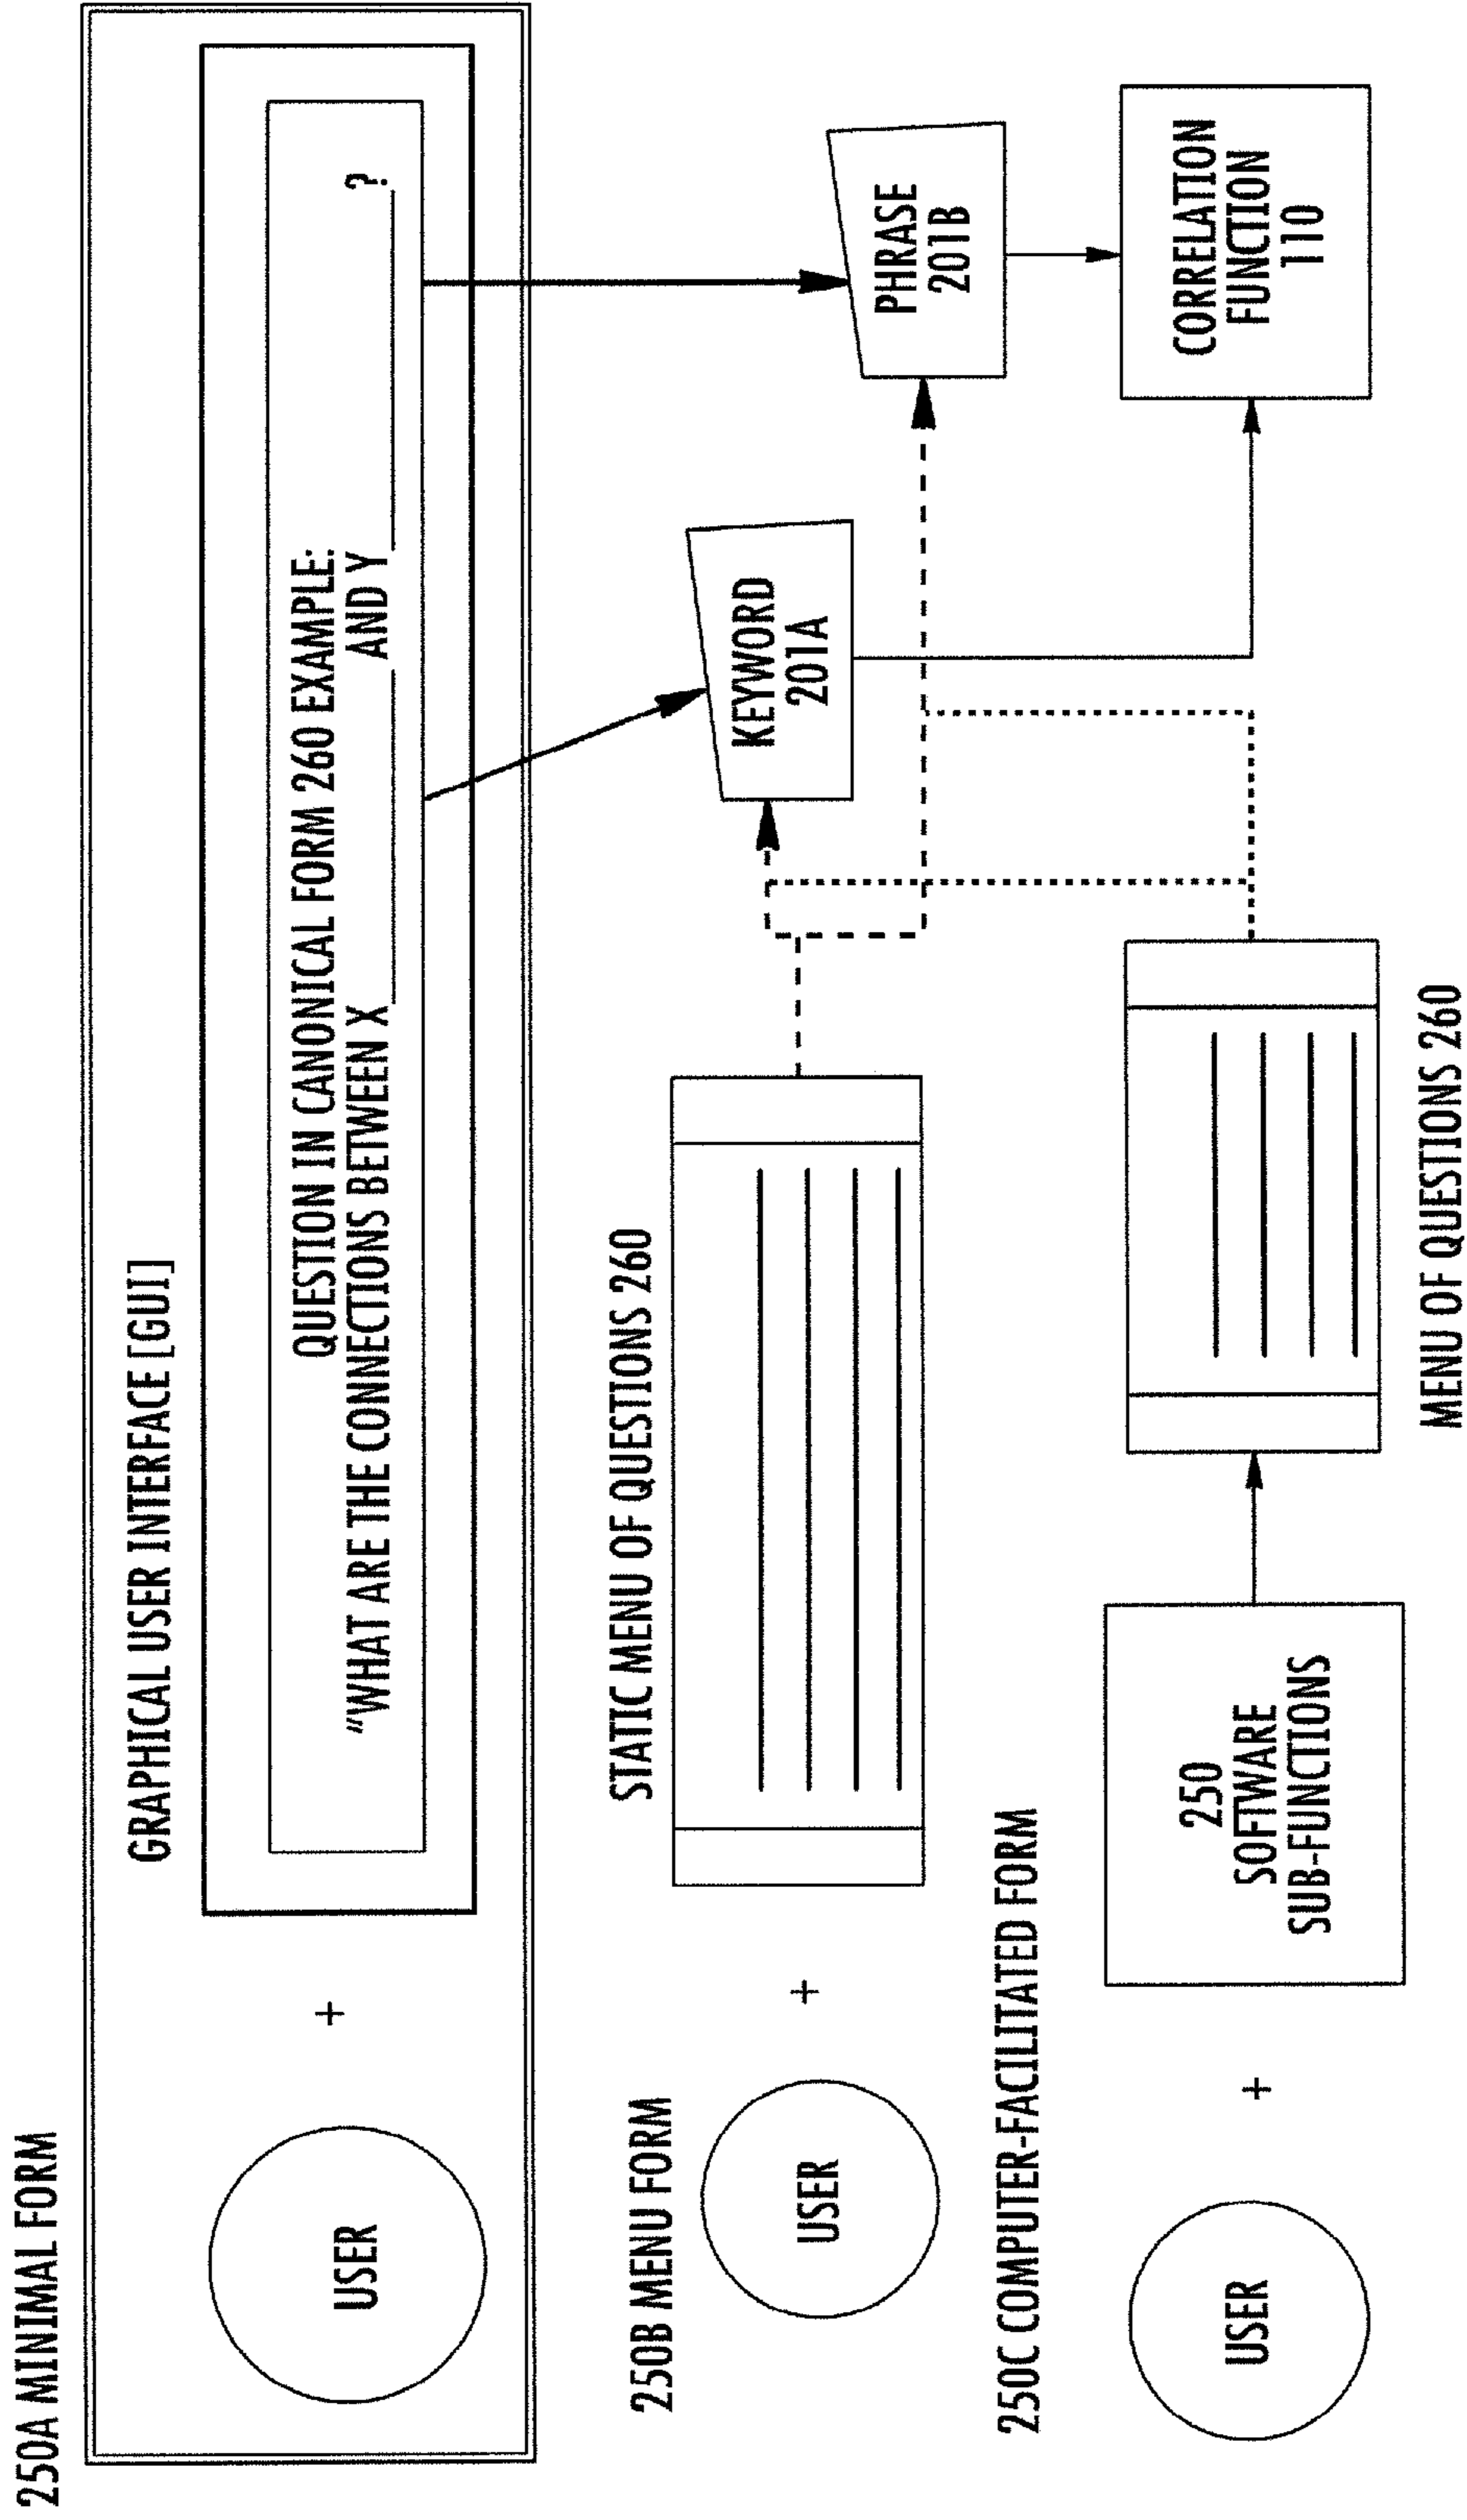 250A MINIMAL FORM
GRAPHICAL USER INTERFACE [GUI]
USER
+
QUESTION IN CANONICAL FORM 260 EXAMPLE:
"WHAT ARE THE CONNECTIONS BETWEEN X__________ AND Y__________?
250B MENU FORM
USER
+
STATIC MENU OF QUESTIONS 260
KEYWORD
201A
PHRASE
201B
250C COMPUTER-FACILITATED FORM
USER
+
250
SOFTWARE
SUB-FUNCTIONS
MENU OF QUESTIONS 260
CORRELATION
FUNCTION
110